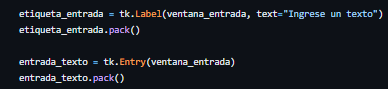 etiqueta_entrada = tk.Label(ventana_entrada, text="Ingrese un texto")
etiqueta_entrada.pack()
entrada_texto = tk.Entry(ventana_entrada)
entrada_texto.pack()